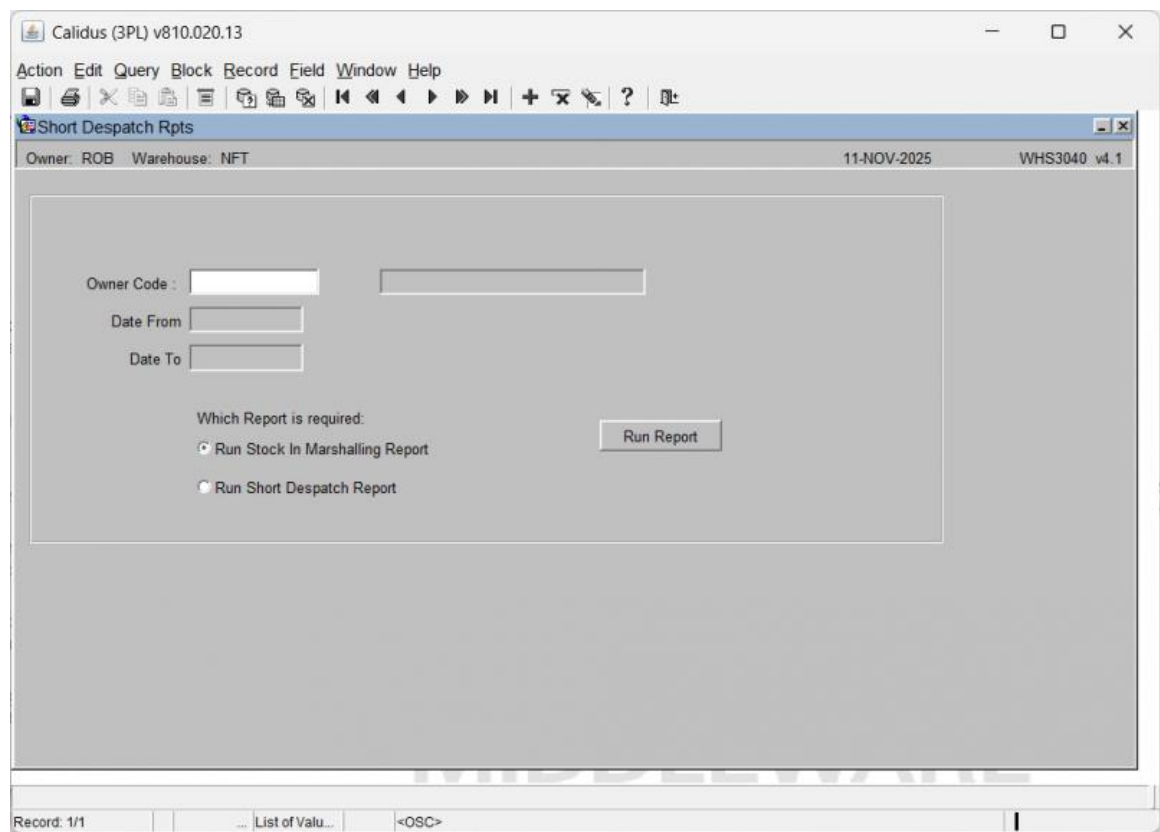 Calidus (3PL) v810.020.13
Action Edit Query Block Record Field Window Help
Short Despatch Rpts
Owner: ROB Warehouse: NFT 11-NOV-2025 WHS3040 v4.1
Owner Code :
Date From
Date To
Which Report is required:
Run Stock In Marshalling Report
Run Report
Run Short Despatch Report
MIDDLEWARE
Record: 1/1 ... List of Valu... <OSC>